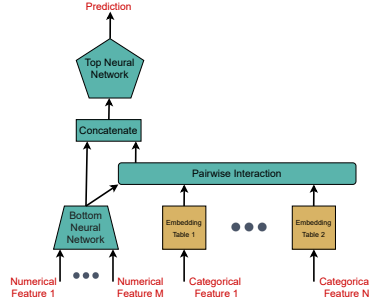 Prediction
Top Neural
Network
Concatenate
Pairwise Interaction
Bottom
Neural
Network
Embedding
Table 1
Embedding
Table 2
Numerical
Feature 1
Numerical
Feature M
Categorical
Feature 1
Categorica
Feature N